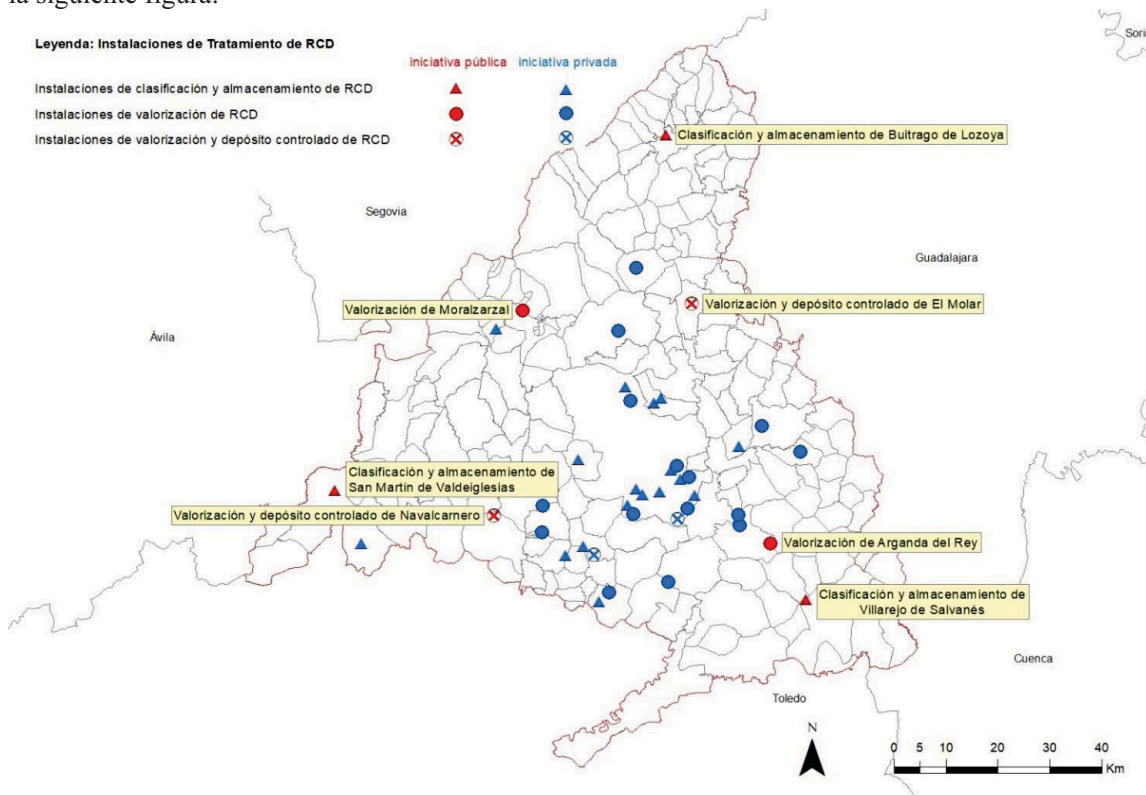 la siguiente figura.
Leyenda: Instalaciones de Tratamiento de RCD
iniciativa pública iniciativa privada
Instalaciones de clasificación y almacenamiento de RCD
Instalaciones de valorización de RCD
Instalaciones de valorización y depósito controlado de RCD
Soria
Clasificación y almacenamiento de Buitrago de Lozoya
Segovia
Guadalajara
Valorización de Moralzarzal
Valorización y depósito controlado de El Molar
Ávila
Clasificación y almacenamiento de
San Martín de Valdeiglesias
Valorización y depósito controlado de Navalcarnero
Valorización de Arganda del Rey
Clasificación y almacenamiento de
Villarejo de Salvanés
Cuenca
Toledo
N
0 5 10 20 30 40
Km